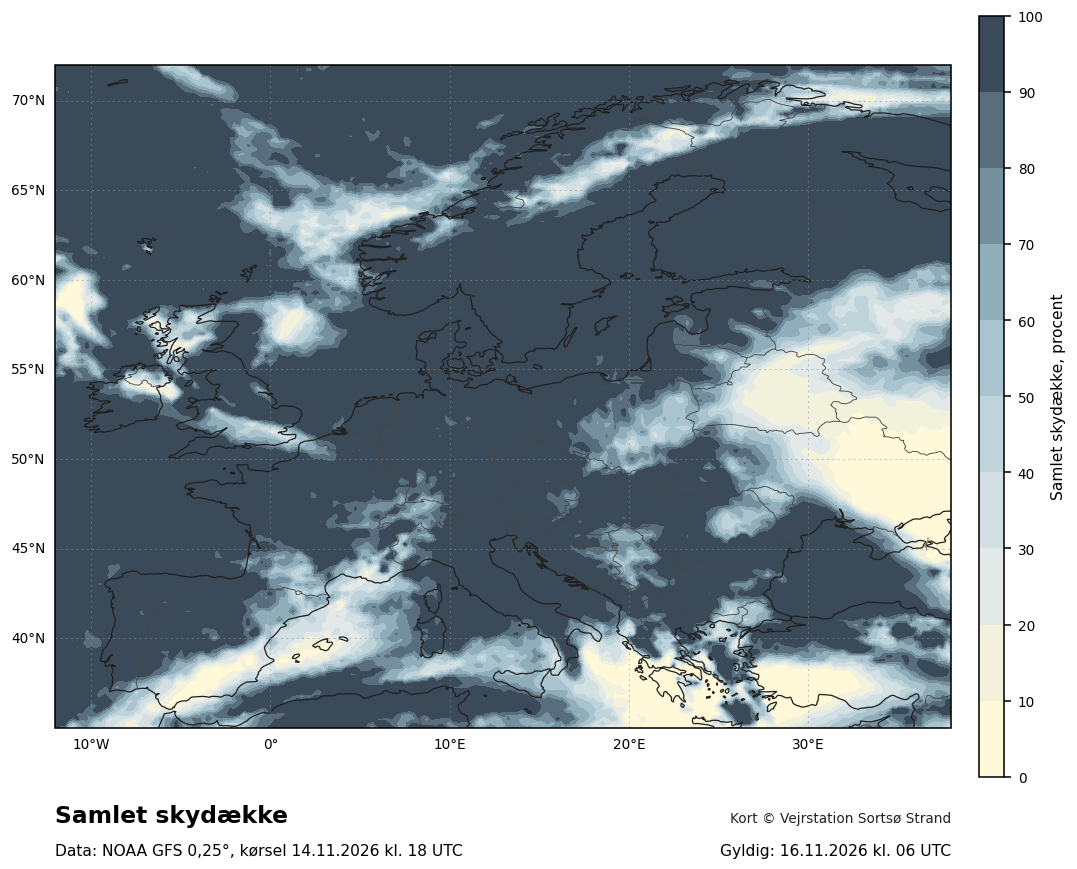 100
90
80
70
60
50
40
30
20
10
0
Samlet skydække, procent
70°N
65°N
60°N
55°N
50°N
45°N
40°N
10°W
0°
10°E
20°E
30°E
Samlet skydække
Kort © Vejrstation Sortsø Strand
Data: NOAA GFS 0,25°, kørsel 14.11.2026 kl. 18 UTC
Gyldig: 16.11.2026 kl. 06 UTC